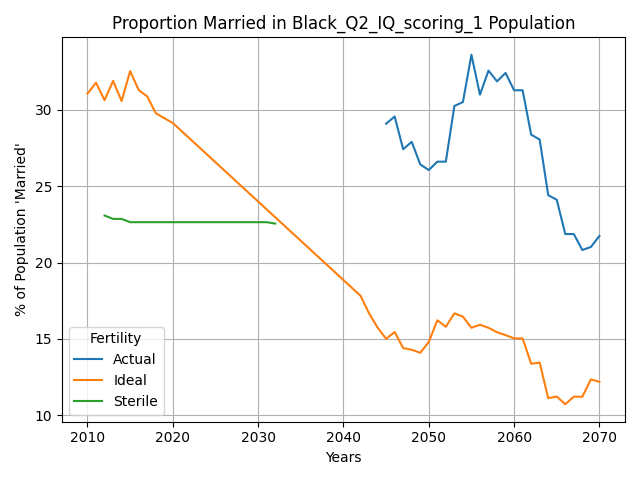 Proportion Married in Black_Q2_IQ_scoring_1 Population
% of Population 'Married'
30
25
20
15
10
Fertility
Actual
Ideal
Sterile
2010 2020 2030 2040 2050 2060 2070
Years